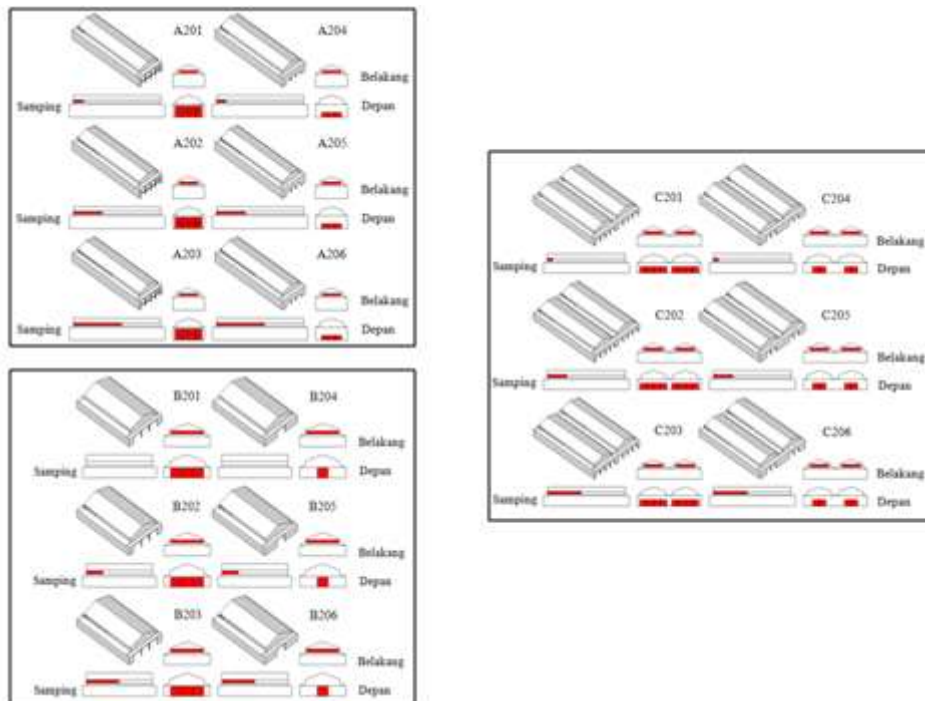 A201 A204
Belakang
Samping Depan
A202 A205
Belakang
Samping Depan
A203 A206
Belakang
Samping Depan
B201 B204
Belakang
Samping Depan
B202 B205
Belakang
Samping Depan
B203 B206
Belakang
Samping Depan
C201 C204
Belakang
Samping Depan
C202 C205
Belakang
Samping Depan
C203 C206
Belakang
Samping Depan